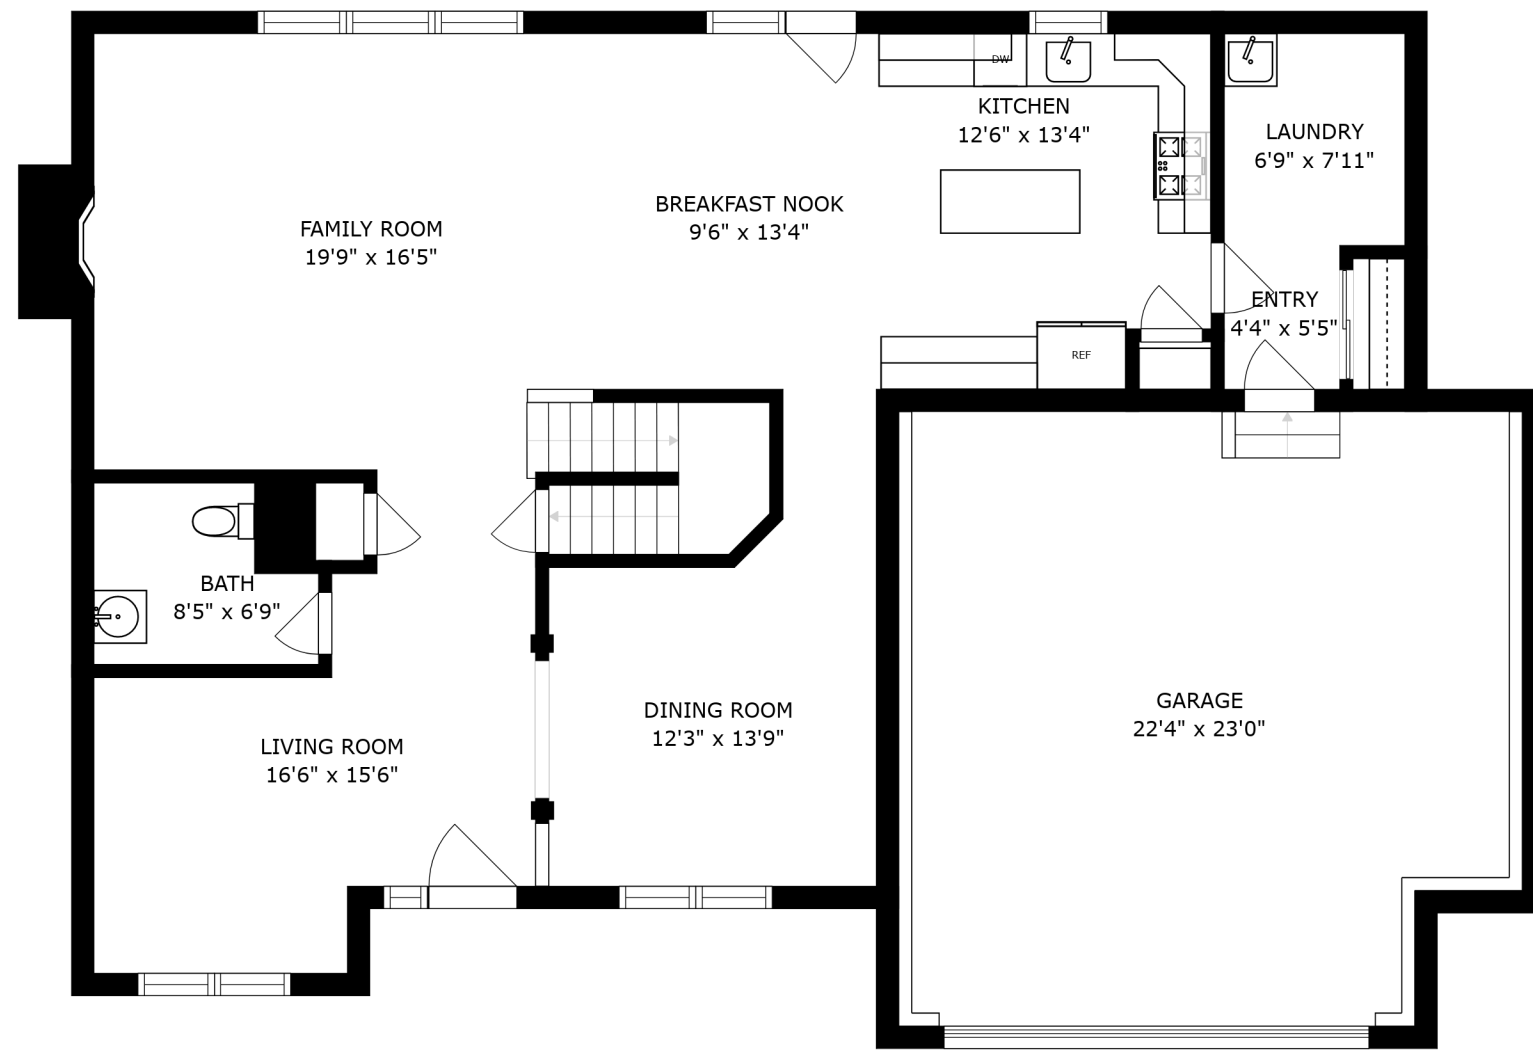 DW
KITCHEN
12'6" x 13'4"
LAUNDRY
6'9" x 7'11"
BREAKFAST NOOK
9'6" x 13'4"
FAMILY ROOM
19'9" x 16'5"
ENTRY
4'4" x 5'5"
REF
BATH
8'5" x 6'9"
DINING ROOM
12'3" x 13'9"
GARAGE
22'4" x 23'0"
LIVING ROOM
16'6" x 15'6"